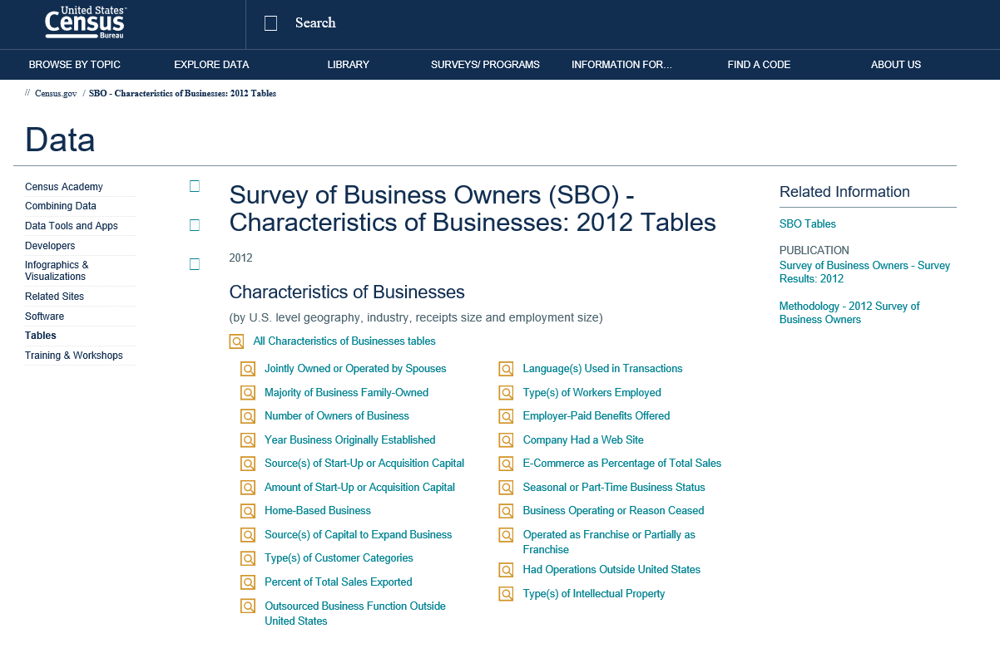 United States™
Census
Bureau
Search
BROWSE BY TOPIC
EXPLORE DATA
LIBRARY
SURVEYS/ PROGRAMS
INFORMATION FOR...
FIND A CODE
ABOUT US
// Census.gov / SBO - Characteristics of Businesses: 2012 Tables
Data
Census Academy
Combining Data
Data Tools and Apps
Developers
Infographics &
Visualizations
Related Sites
Software
Tables
Training & Workshops
Survey of Business Owners (SBO) -
Characteristics of Businesses: 2012 Tables
2012
Characteristics of Businesses
(by U.S. level geography, industry, receipts size and employment size)
All Characteristics of Businesses tables
Jointly Owned or Operated by Spouses
Majority of Business Family-Owned
Number of Owners of Business
Year Business Originally Established
Source(s) of Start-Up or Acquisition Capital
Amount of Start-Up or Acquisition Capital
Home-Based Business
Source(s) of Capital to Expand Business
Type(s) of Customer Categories
Percent of Total Sales Exported
Outsourced Business Function Outside
United States
Language(s) Used in Transactions
Type(s) of Workers Employed
Employer-Paid Benefits Offered
Company Had a Web Site
E-Commerce as Percentage of Total Sales
Seasonal or Part-Time Business Status
Business Operating or Reason Ceased
Operated as Franchise or Partially as
Franchise
Had Operations Outside United States
Type(s) of Intellectual Property
Related Information
SBO Tables
PUBLICATION
Survey of Business Owners - Survey
Results: 2012
Methodology - 2012 Survey of
Business Owners